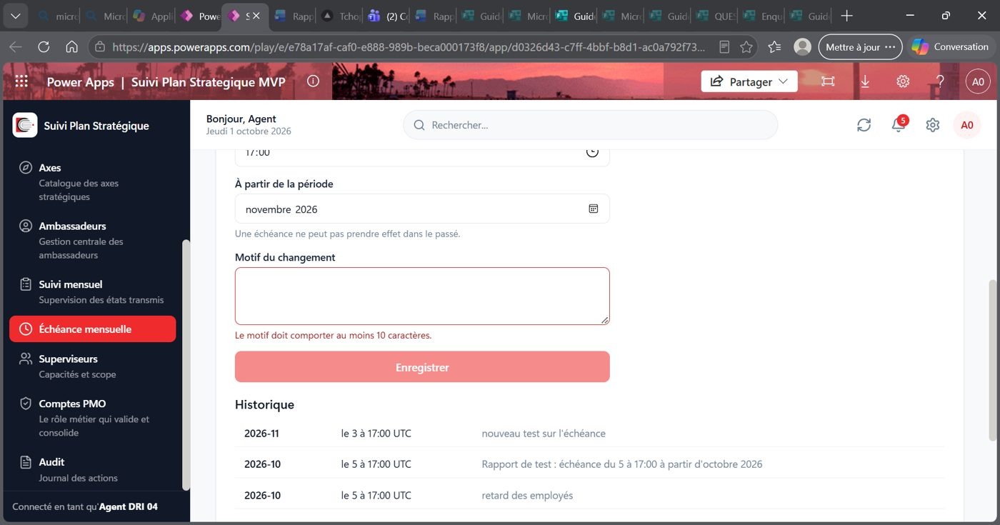 micr
Micr
Appli
Powe
S
Rapp
Tchop
(2) C
Rapp
Guid
Micr
Guid
Micr
Guid
QUES
Enqu
Guid
https://apps.powerapps.com/play/e/e78a17af-caf0-e888-989b-beca000173f8/app/d0326d43-c7ff-4bbf-b8d1-ac0a792f73...
Mettre à jour
Conversation
Power Apps | Suivi Plan Strategique MVP
Partager
A0
Suivi Plan Stratégique
Axes
Catalogue des axes
stratégiques
Ambassadeurs
Gestion centrale des
ambassadeurs
Suivi mensuel
Supervision des états transmis
Échéance mensuelle
Superviseurs
Capacités et scope
Comptes PMO
Le rôle métier qui valide et
consolide
Audit
Journal des actions
Connecté en tant qu'Agent DRI 04
Bonjour, Agent
Jeudi 1 octobre 2026
Rechercher...
5
A0
17:00
À partir de la période
novembre 2026
Une échéance ne peut pas prendre effet dans le passé.
Motif du changement
Le motif doit comporter au moins 10 caractères.
Enregistrer
Historique
2026-11 le 3 à 17:00 UTC nouveau test sur l'échéance
2026-10 le 5 à 17:00 UTC Rapport de test : échéance du 5 à 17:00 à partir d'octobre 2026
2026-10 le 5 à 17:00 UTC retard des employés